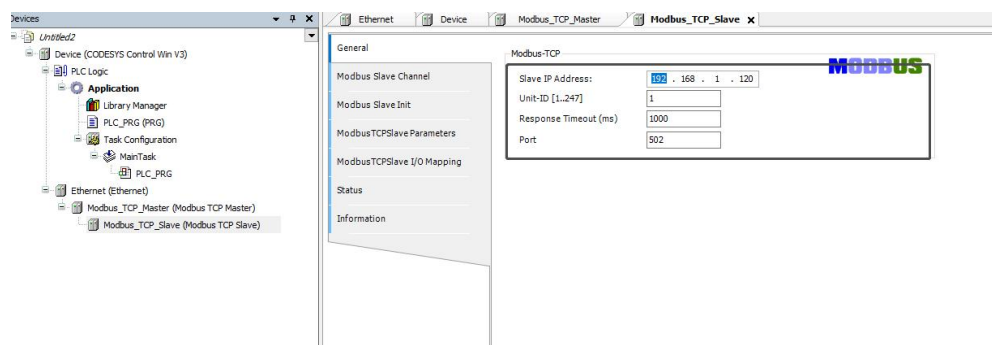 Devices
Untitled2
Device (CODESYS Control Win V3)
PLC Logic
Application
Library Manager
PLC_PRG (PRG)
Task Configuration
MainTask
PLC_PRG
Ethernet (Ethernet)
Modbus_TCP_Master (Modbus TCP Master)
Modbus_TCP_Slave (Modbus TCP Slave)
Ethernet Device Modbus_TCP_Master Modbus_TCP_Slave x
General
Modbus Slave Channel
Modbus Slave Init
ModbusTCPSlave Parameters
ModbusTCPSlave I/O Mapping
Status
Information
Modbus-TCP
MODBUS
Slave IP Address: 192 . 168 . 1 . 120
Unit-ID [1..247] 1
Response Timeout (ms) 1000
Port 502